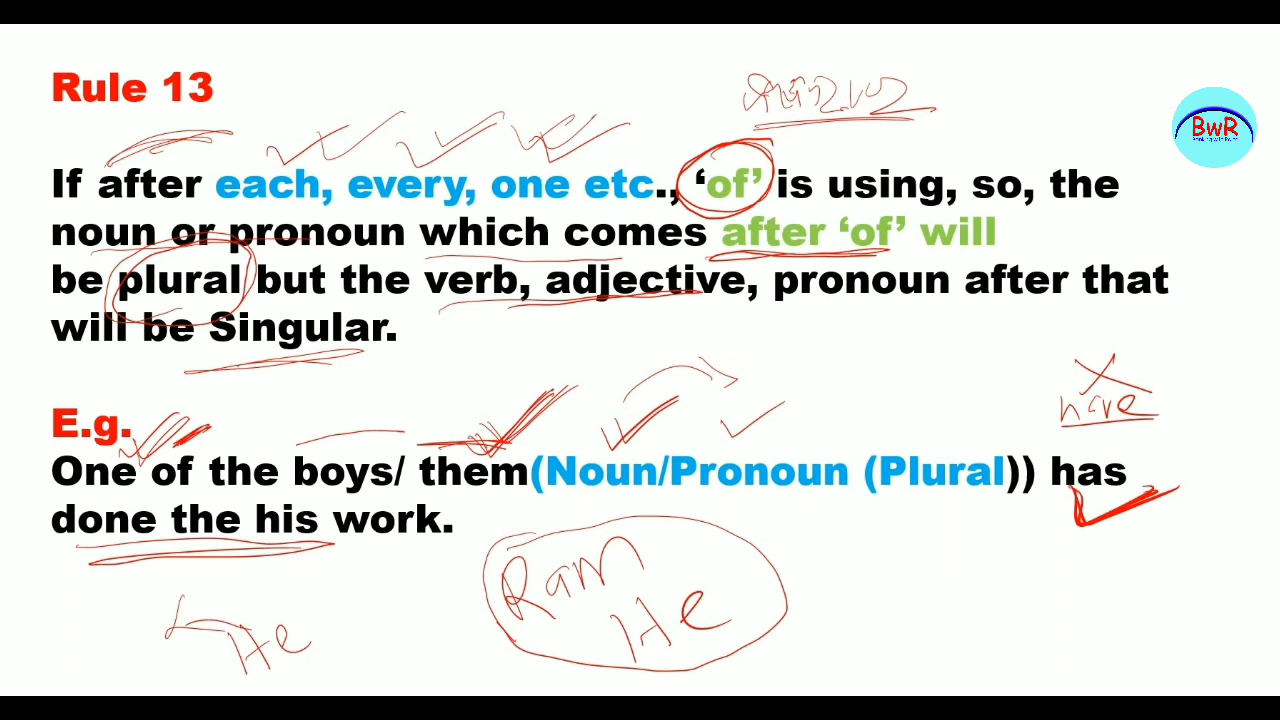 Rule 13
BwR
If after each, every, one etc., ‘of’ is using, so, the
noun or pronoun which comes after ‘of’ will
be plural but the verb, adjective, pronoun after that
will be Singular.
have
E.g.
One of the boys/ them(Noun/Pronoun (Plural)) has
done the his work.
Ram
He
He